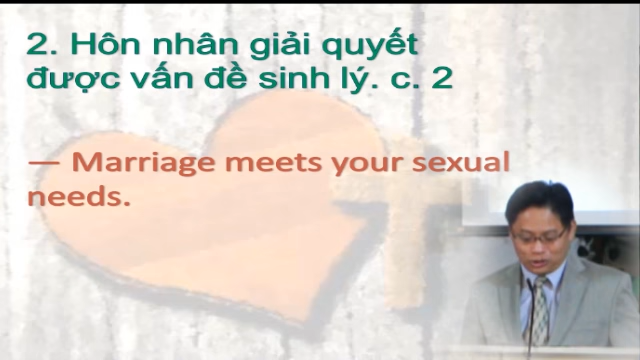 2. Hôn nhân giải quyết
được vấn đề sinh lý. c. 2
— Marriage meets your sexual
needs.